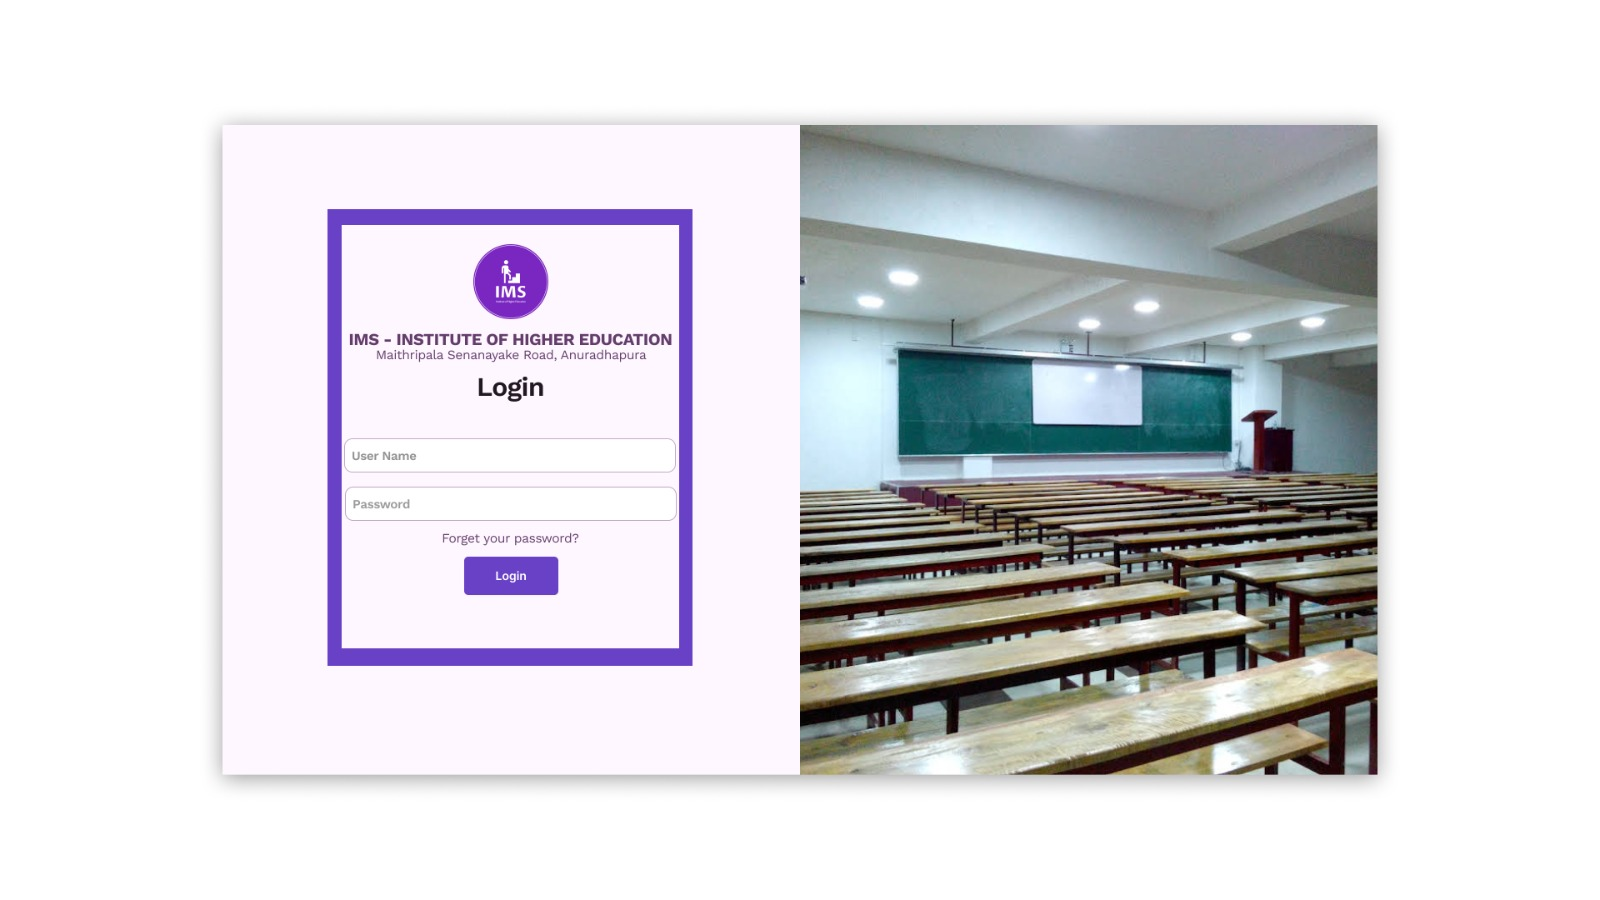 IMS
IMS - INSTITUTE OF HIGHER EDUCATION
Maithripala Senanayake Road, Anuradhapura
Login
User Name
Password
Forget your password?
Login